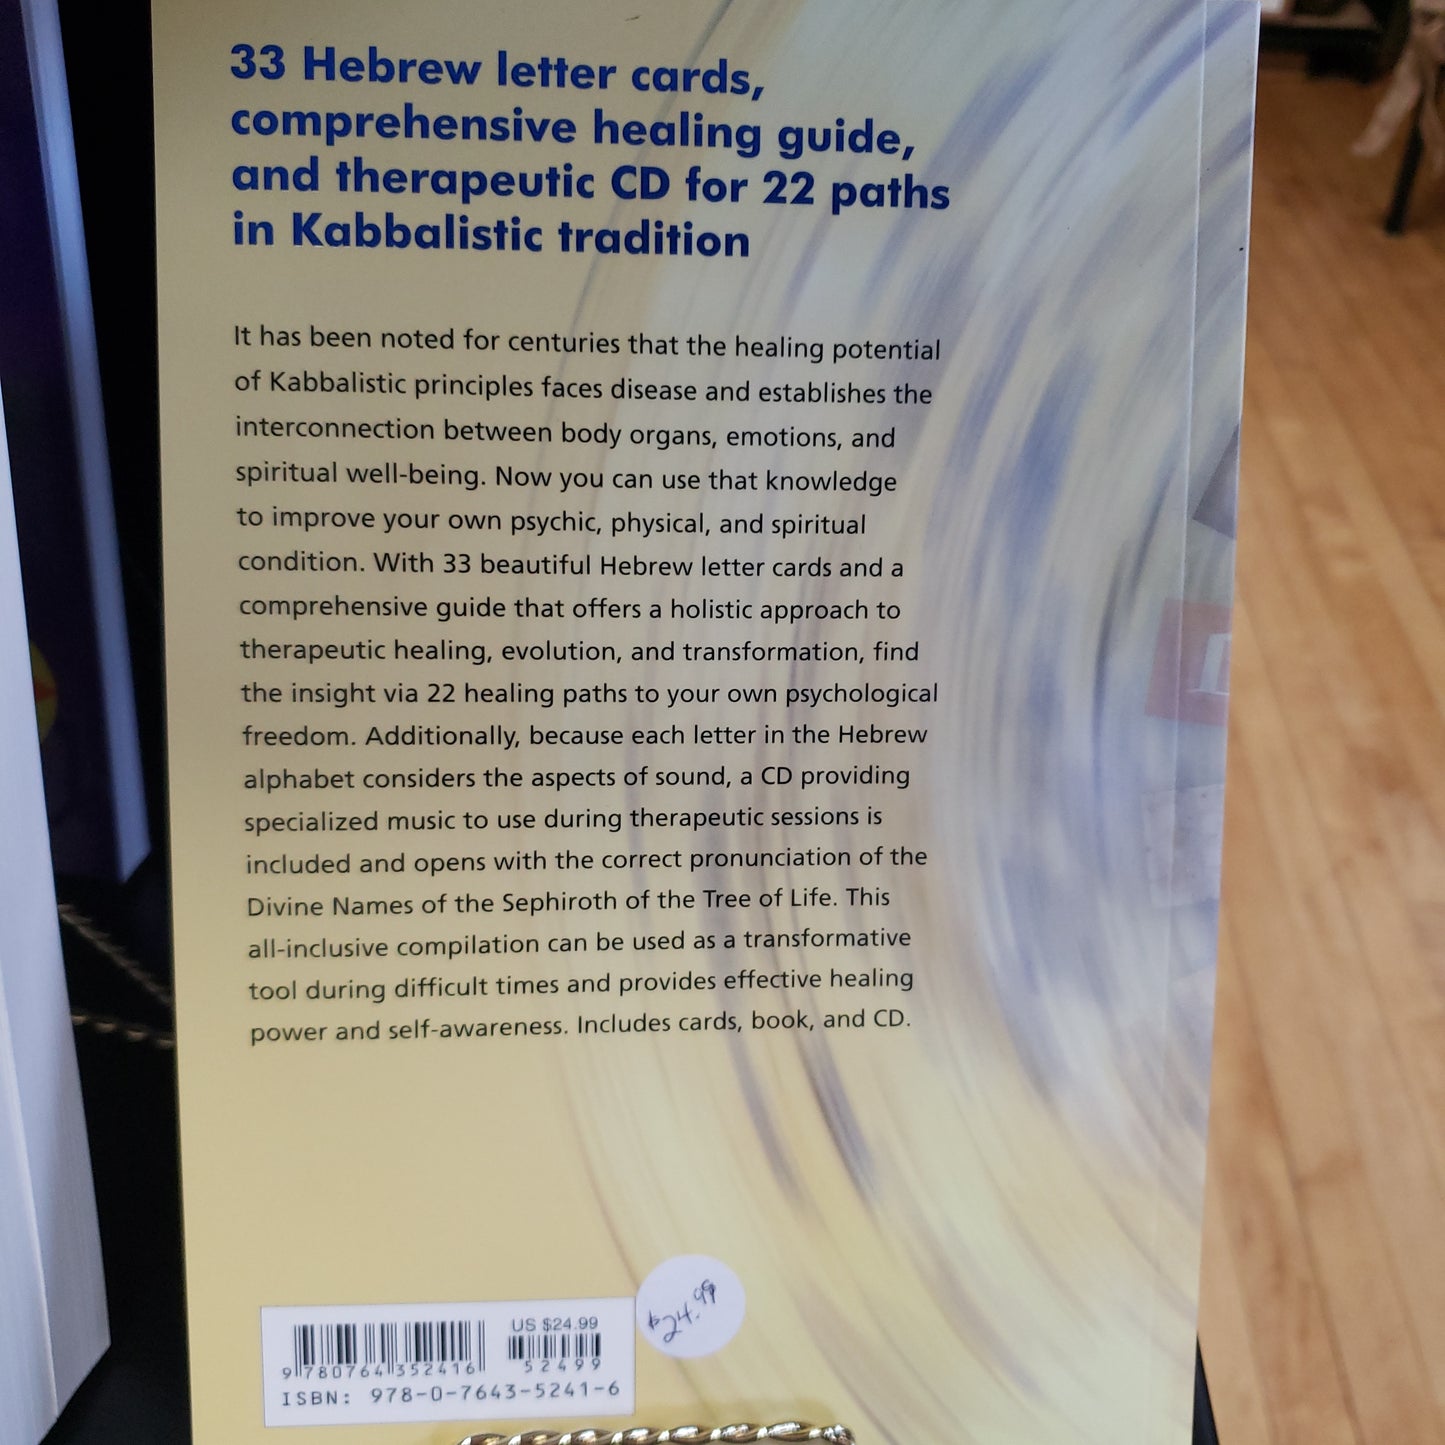 33 Hebrew letter cards,
comprehensive healing guide,
and therapeutic CD for 22 paths
in Kabbalistic tradition
It has been noted for centuries that the healing potential
of Kabbalistic principles faces disease and establishes the
interconnection between body organs, emotions, and
spiritual well-being. Now you can use that knowledge
to improve your own psychic, physical, and spiritual
condition. With 33 beautiful Hebrew letter cards and a
comprehensive guide that offers a holistic approach to
therapeutic healing, evolution, and transformation, find
the insight via 22 healing paths to your own psychological
freedom. Additionally, because each letter in the Hebrew
alphabet considers the aspects of sound, a CD providing
specialized music to use during therapeutic sessions is
included and opens with the correct pronunciation of the
Divine Names of the Sephiroth of the Tree of Life. This
all-inclusive compilation can be used as a transformative
tool during difficult times and provides effective healing
power and self-awareness. Includes cards, book, and CD.
$24.99
US $24.99
9 780764 352416
52499
ISBN: 978-0-7643-5241-6